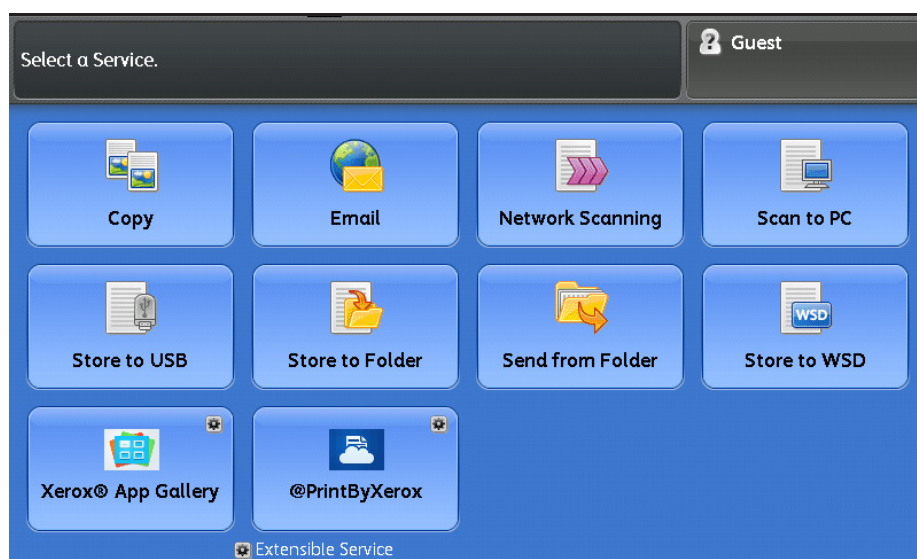 Select a Service.
Guest
Copy
Email
Network Scanning
Scan to PC
Store to USB
Store to Folder
Send from Folder
WSD
Store to WSD
Xerox® App Gallery
@PrintByXerox
Extensible Service